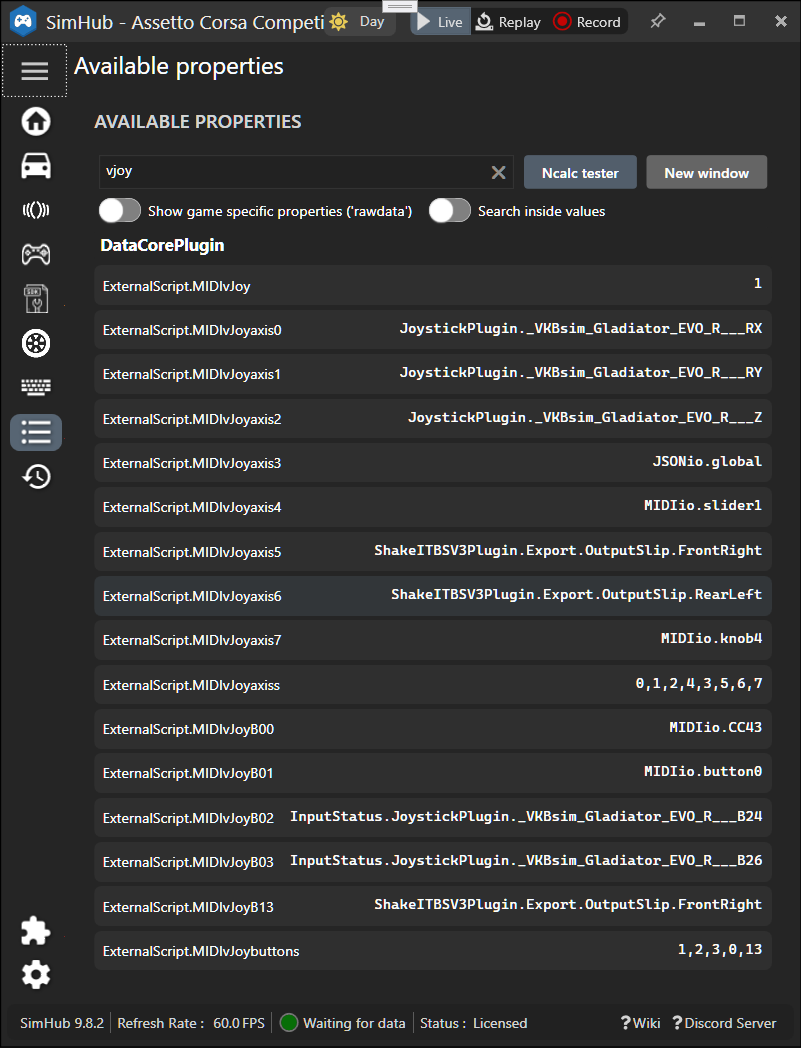 SimHub - Assetto Corsa Competi Day Live Replay Record
Available properties
AVAILABLE PROPERTIES
vjoy Ncalc tester New window
Show game specific properties ('rawdata') Search inside values
DataCorePlugin
ExternalScript.MIDIvJoy 1
ExternalScript.MIDIvJoyaxis0 JoystickPlugin._VKBsim_Gladiator_EVO_R___RX
ExternalScript.MIDIvJoyaxis1 JoystickPlugin._VKBsim_Gladiator_EVO_R___RY
ExternalScript.MIDIvJoyaxis2 JoystickPlugin._VKBsim_Gladiator_EVO_R___Z
ExternalScript.MIDIvJoyaxis3 JSONio.global
ExternalScript.MIDIvJoyaxis4 MIDIio.slider1
ExternalScript.MIDIvJoyaxis5 ShakeITBSV3Plugin.Export.OutputSlip.FrontRight
ExternalScript.MIDIvJoyaxis6 ShakeITBSV3Plugin.Export.OutputSlip.RearLeft
ExternalScript.MIDIvJoyaxis7 MIDIio.knob4
ExternalScript.MIDIvJoyaxiss 0,1,2,4,3,5,6,7
ExternalScript.MIDIvJoyB00 MIDIio.CC43
ExternalScript.MIDIvJoyB01 MIDIio.button0
ExternalScript.MIDIvJoyB02 InputStatus.JoystickPlugin._VKBsim_Gladiator_EVO_R___B24
ExternalScript.MIDIvJoyB03 InputStatus.JoystickPlugin._VKBsim_Gladiator_EVO_R___B26
ExternalScript.MIDIvJoyB13 ShakeITBSV3Plugin.Export.OutputSlip.FrontRight
ExternalScript.MIDIvJoybuttons 1,2,3,0,13
SimHub 9.8.2 Refresh Rate : 60.0 FPS Waiting for data Status : Licensed ?Wiki ?Discord Server